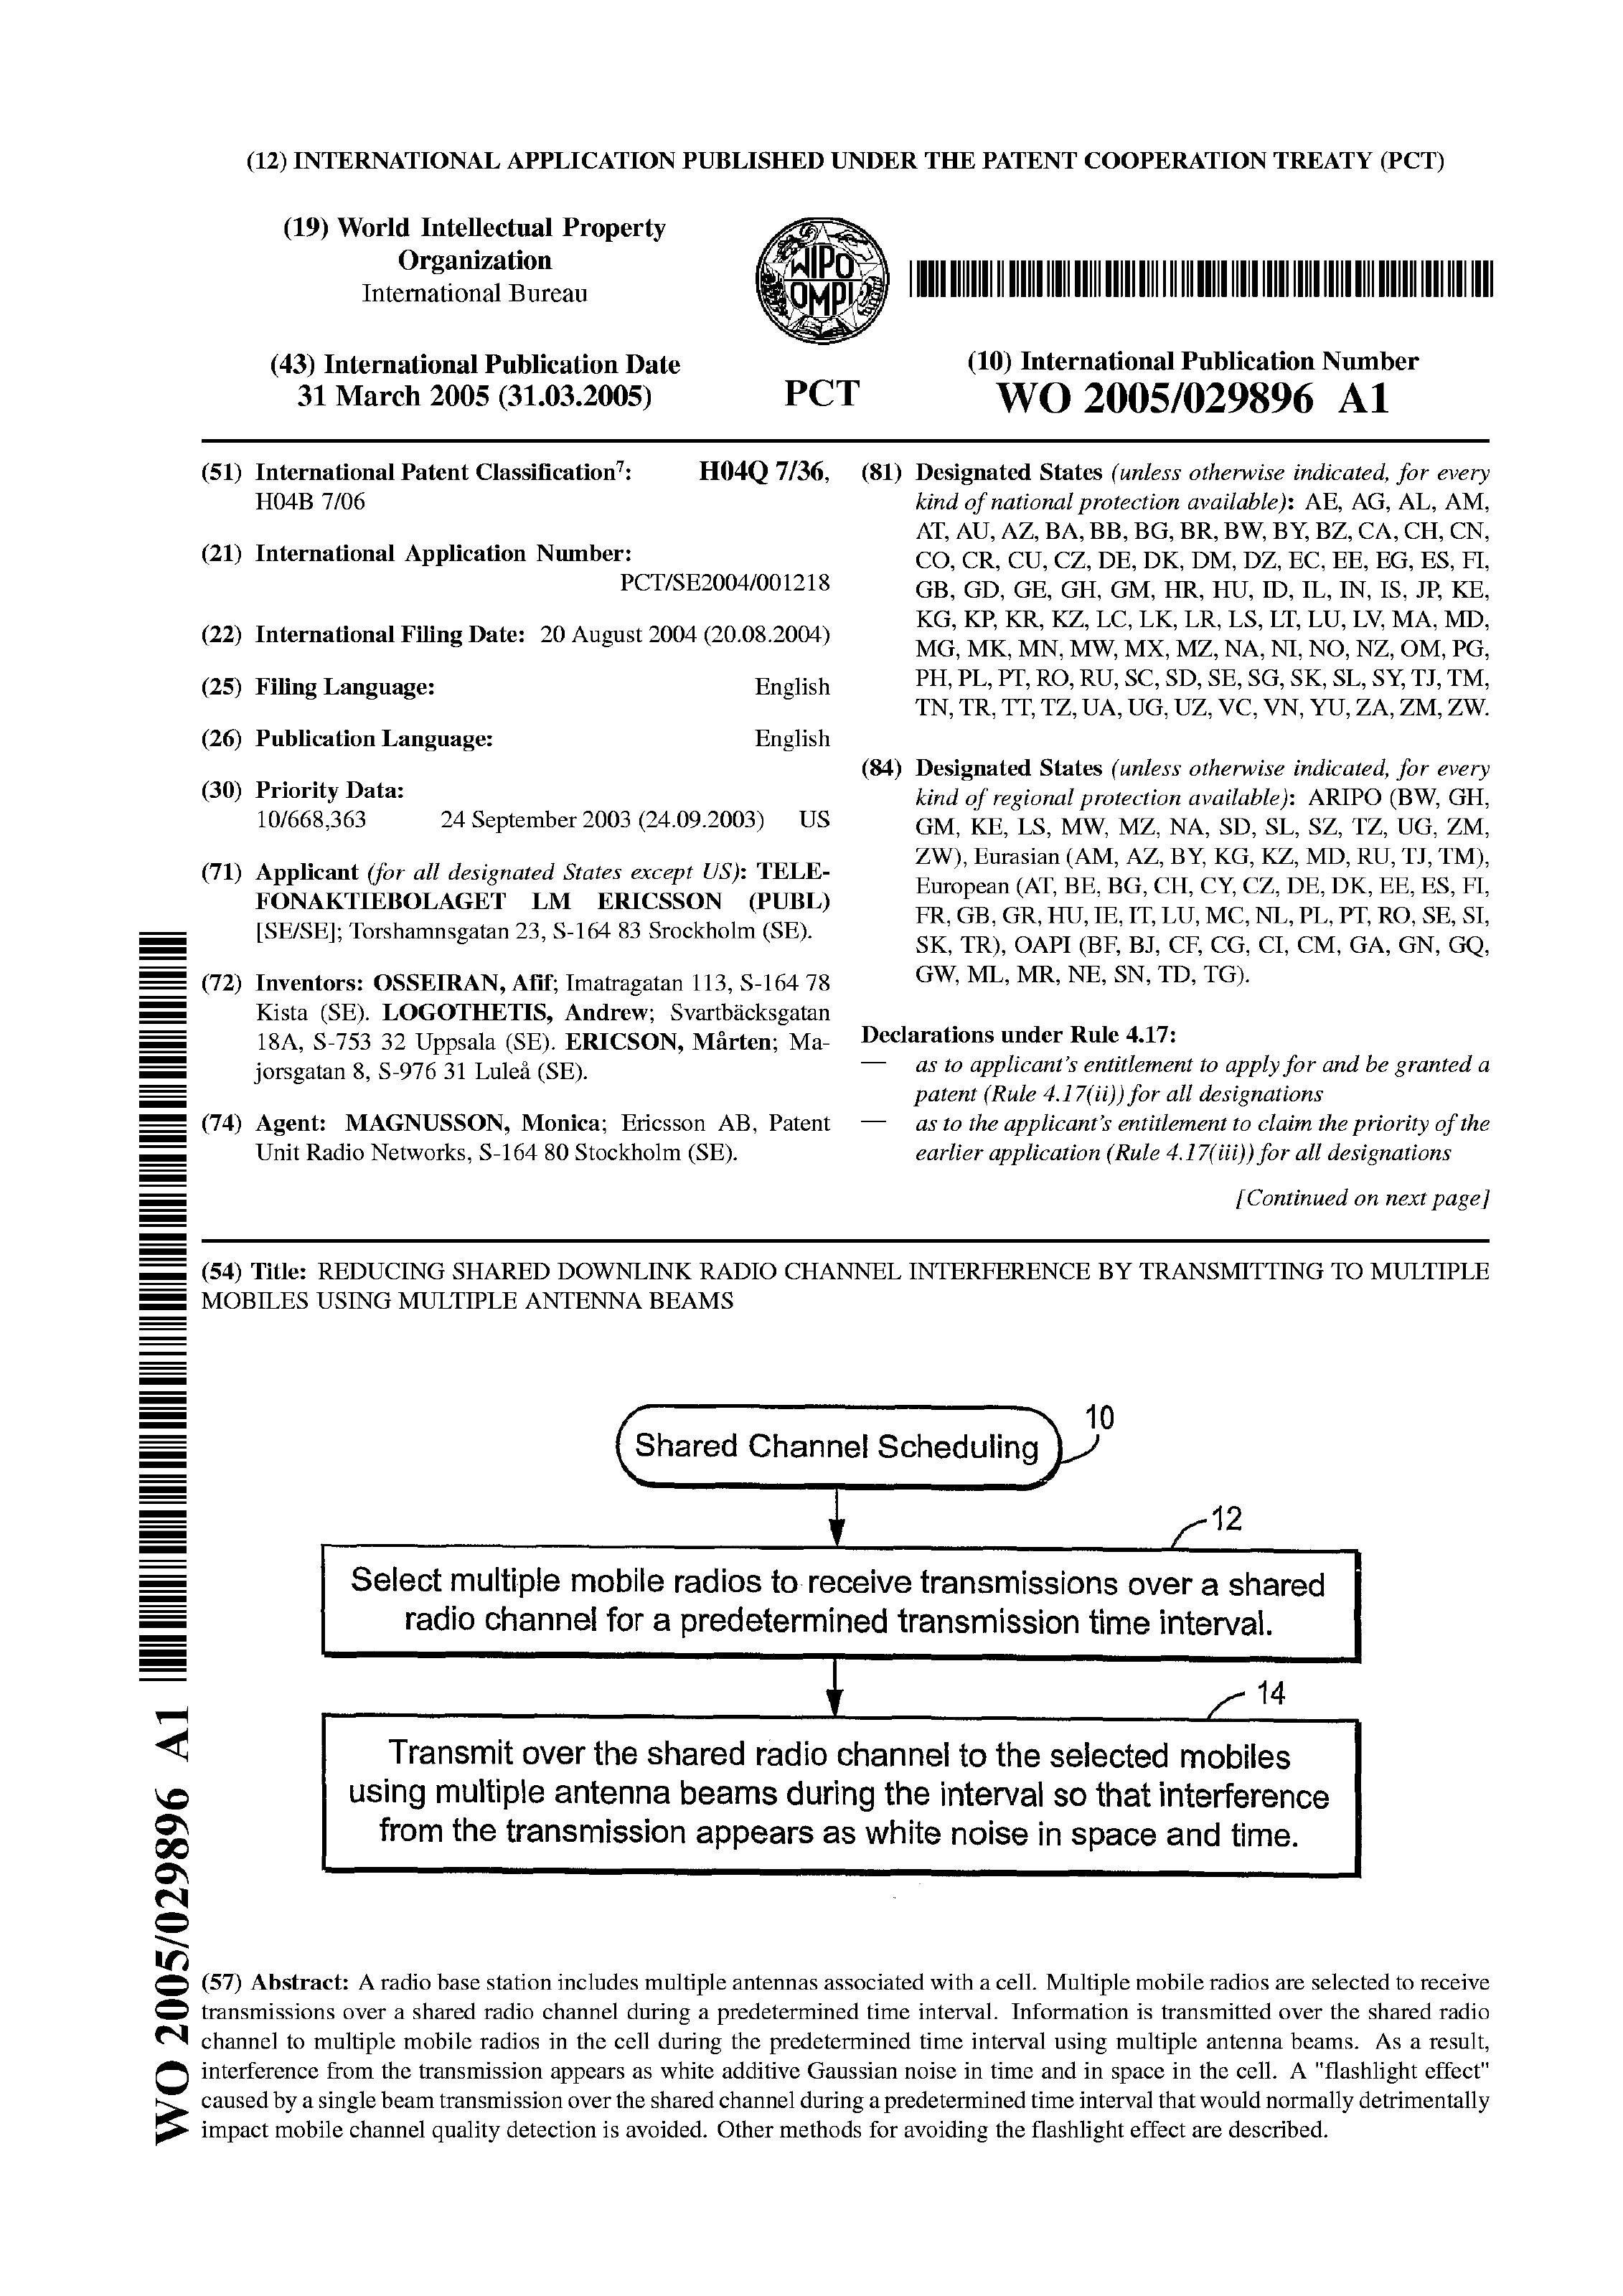 (12) INTERNATIONAL APPLICATION PUBLISHED UNDER THE PATENT COOPERATION TREATY (PCT)
(19) World Intellectual Property
Organization
International Bureau
WIPO
OMPI
(43) International Publication Date
31 March 2005 (31.03.2005)
PCT
(10) International Publication Number
WO 2005/029896 A1
(51) International Patent Classification7: H04Q 7/36,
H04B 7/06
(21) International Application Number:
PCT/SE2004/001218
(22) International Filing Date: 20 August 2004 (20.08.2004)
(25) Filing Language: English
(26) Publication Language: English
(30) Priority Data:
10/668,363 24 September 2003 (24.09.2003) US
(71) Applicant (for all designated States except US): TELE-
FONAKTIEBOLAGET LM ERICSSON (PUBL)
[SE/SE]; Torshamnsgatan 23, S-164 83 Srockholm (SE).
(72) Inventors: OSSEIRAN, Afif; Imatragatan 113, S-164 78
Kista (SE). LOGOTHETIS, Andrew; Svartbäcksgatan
18A, S-753 32 Uppsala (SE). ERICSON, Mårten; Ma-
jorsgatan 8, S-976 31 Luleå (SE).
(74) Agent: MAGNUSSON, Monica; Ericsson AB, Patent
Unit Radio Networks, S-164 80 Stockholm (SE).
(81) Designated States (unless otherwise indicated, for every
kind of national protection available): AE, AG, AL, AM,
AT, AU, AZ, BA, BB, BG, BR, BW, BY, BZ, CA, CH, CN,
CO, CR, CU, CZ, DE, DK, DM, DZ, EC, EE, EG, ES, FI,
GB, GD, GE, GH, GM, HR, HU, ID, IL, IN, IS, JP, KE,
KG, KP, KR, KZ, LC, LK, LR, LS, LT, LU, LV, MA, MD,
MG, MK, MN, MW, MX, MZ, NA, NI, NO, NZ, OM, PG,
PH, PL, PT, RO, RU, SC, SD, SE, SG, SK, SL, SY, TJ, TM,
TN, TR, TT, TZ, UA, UG, UZ, VC, VN, YU, ZA, ZM, ZW.
(84) Designated States (unless otherwise indicated, for every
kind of regional protection available): ARIPO (BW, GH,
GM, KE, LS, MW, MZ, NA, SD, SL, SZ, TZ, UG, ZM,
ZW), Eurasian (AM, AZ, BY, KG, KZ, MD, RU, TJ, TM),
European (AT, BE, BG, CH, CY, CZ, DE, DK, EE, ES, FI,
FR, GB, GR, HU, IE, IT, LU, MC, NL, PL, PT, RO, SE, SI,
SK, TR), OAPI (BF, BJ, CF, CG, CI, CM, GA, GN, GQ,
GW, ML, MR, NE, SN, TD, TG).
Declarations under Rule 4.17:
— as to applicant's entitlement to apply for and be granted a
patent (Rule 4.17(ii)) for all designations
— as to the applicant's entitlement to claim the priority of the
earlier application (Rule 4.17(iii)) for all designations
[Continued on next page]
(54) Title: REDUCING SHARED DOWNLINK RADIO CHANNEL INTERFERENCE BY TRANSMITTING TO MULTIPLE
MOBILES USING MULTIPLE ANTENNA BEAMS
10
Shared Channel Scheduling
12
Select multiple mobile radios to receive transmissions over a shared
radio channel for a predetermined transmission time interval.
14
Transmit over the shared radio channel to the selected mobiles
using multiple antenna beams during the interval so that interference
from the transmission appears as white noise in space and time.
(57) Abstract: A radio base station includes multiple antennas associated with a cell. Multiple mobile radios are selected to receive
transmissions over a shared radio channel during a predetermined time interval. Information is transmitted over the shared radio
channel to multiple mobile radios in the cell during the predetermined time interval using multiple antenna beams. As a result,
interference from the transmission appears as white additive Gaussian noise in time and in space in the cell. A "flashlight effect"
caused by a single beam transmission over the shared channel during a predetermined time interval that would normally detrimentally
impact mobile channel quality detection is avoided. Other methods for avoiding the flashlight effect are described.
WO 2005/029896 A1